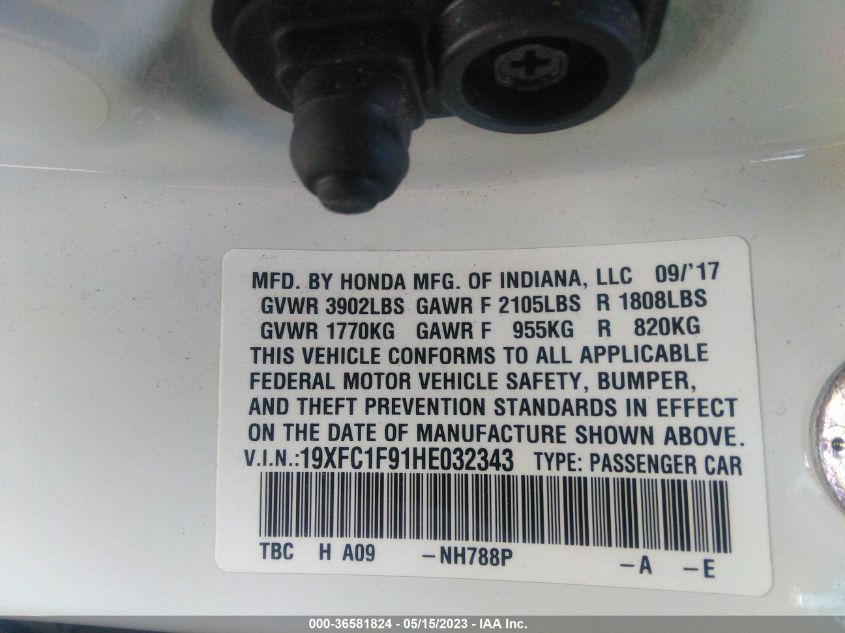 MFD. BY HONDA MFG. OF INDIANA, LLC 09/'17
GVWR 3902LBS GAWR F 2105LBS R 1808LBS
GVWR 1770KG GAWR F 955KG R 820KG
THIS VEHICLE CONFORMS TO ALL APPLICABLE
FEDERAL MOTOR VEHICLE SAFETY, BUMPER,
AND THEFT PREVENTION STANDARDS IN EFFECT
ON THE DATE OF MANUFACTURE SHOWN ABOVE.
V.I.N.:19XFC1F91HE032343 TYPE: PASSENGER CAR
TBC H A09 -NH788P -A -E
000-36581824 - 05/15/2023 - IAA Inc.